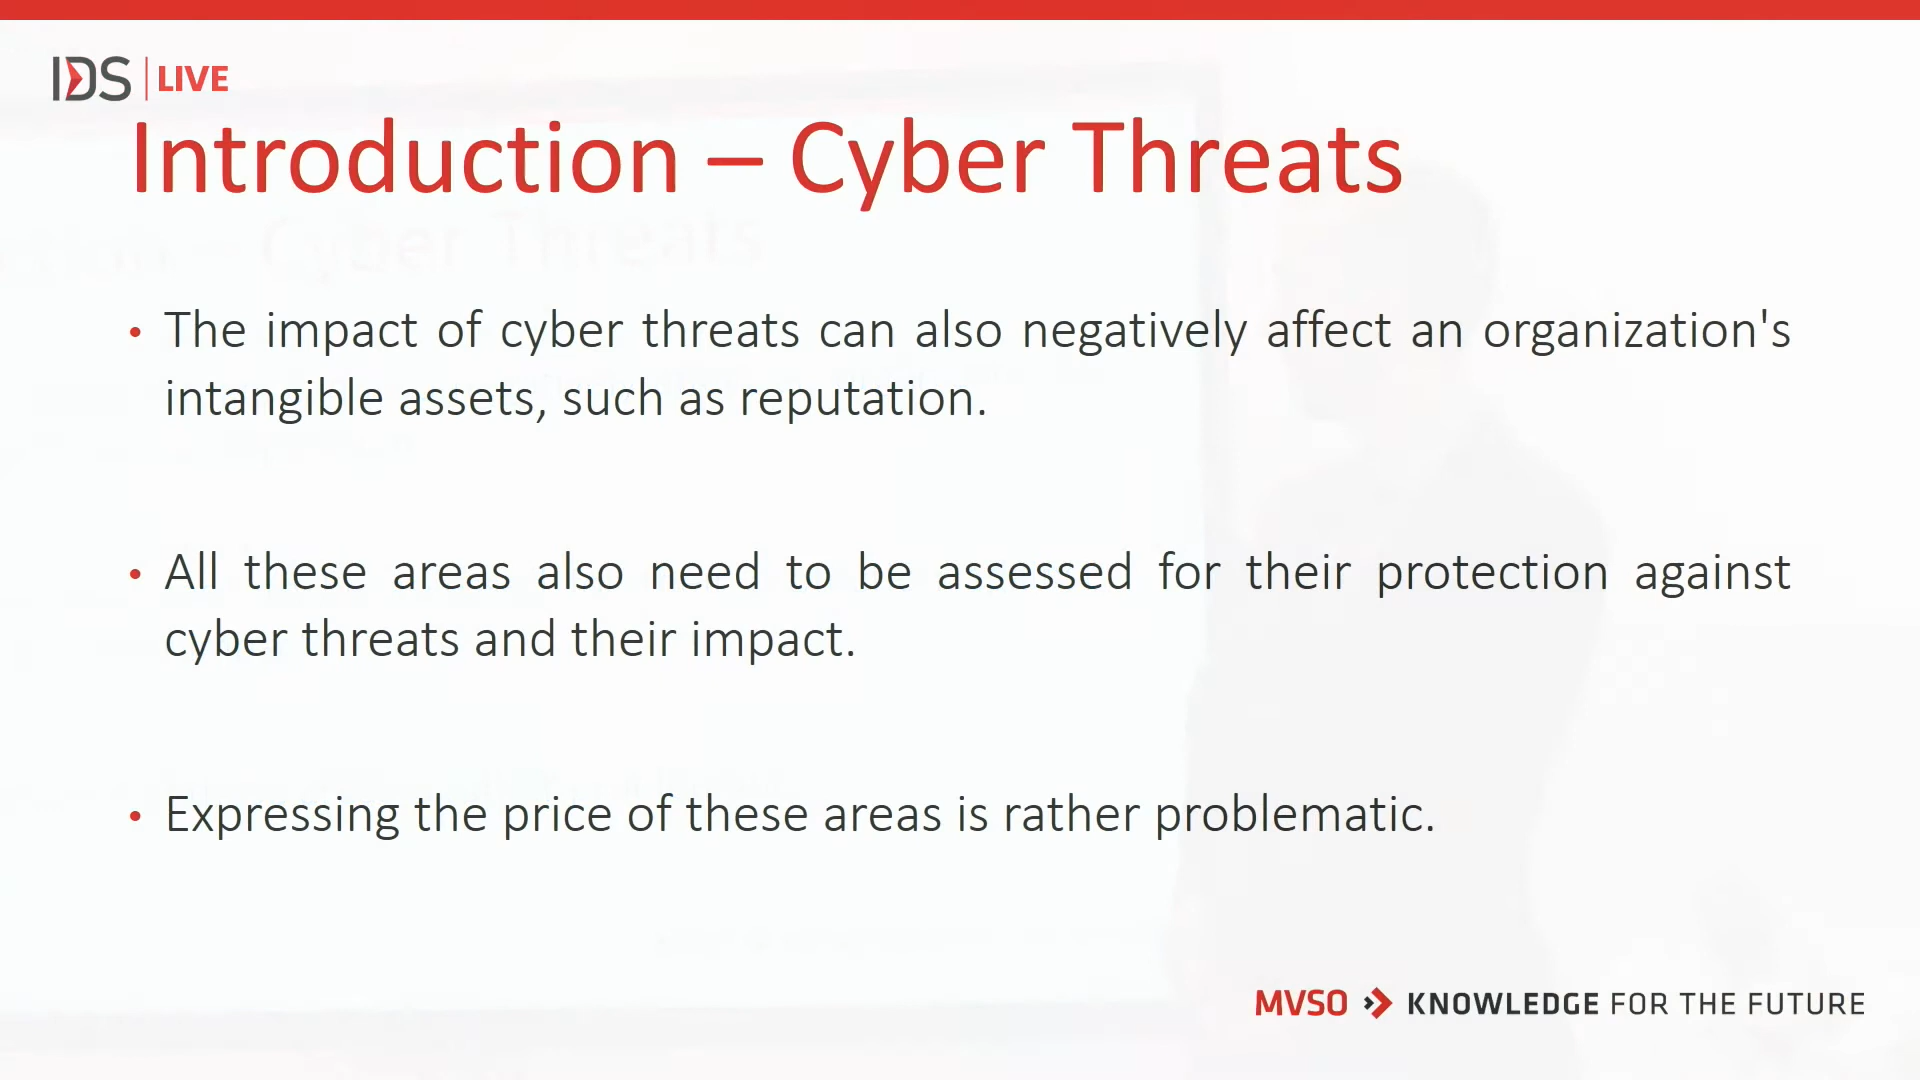 IDS LIVE
Introduction – Cyber Threats
• The impact of cyber threats can also negatively affect an organization's
intangible assets, such as reputation.
• All these areas also need to be assessed for their protection against
cyber threats and their impact.
• Expressing the price of these areas is rather problematic.
MVSO KNOWLEDGE FOR THE FUTURE